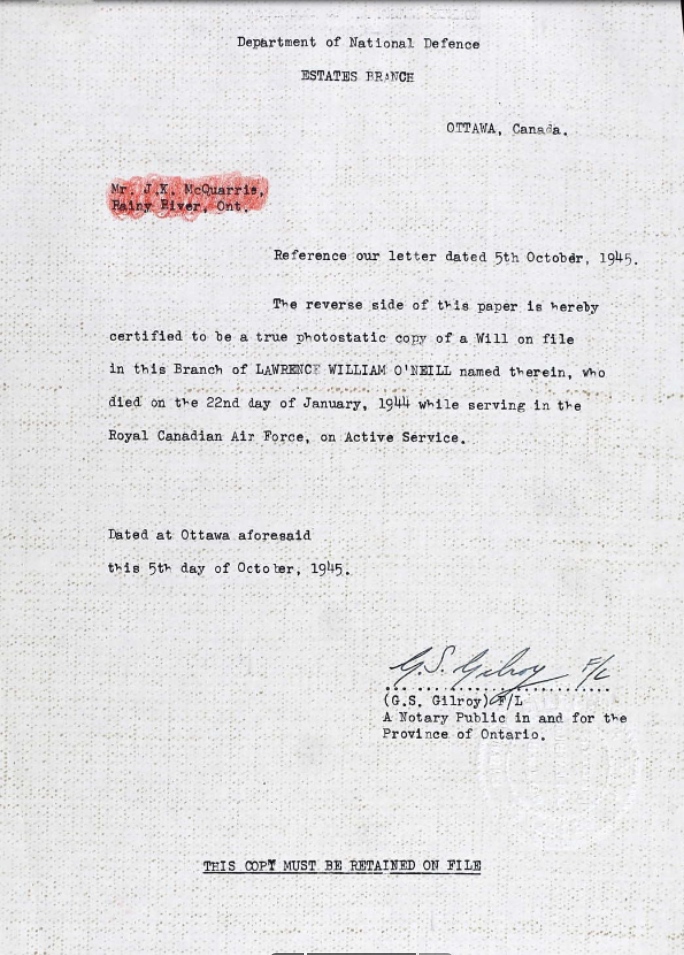 Department of National Defence
ESTATES BRANCH
OTTAWA, Canada.
Mr. J.K. McQuarrie,
Rainy River, Ont.
Reference our letter dated 5th October, 1945.
The reverse side of this paper is hereby
certified to be a true photostatic copy of a Will on file
in this Branch of LAWRENCE WILLIAM O'NEILL named therein, who
died on the 22nd day of January, 1944 while serving in the
Royal Canadian Air Force, on Active Service.
Dated at Ottawa aforesaid
this 5th day of October, 1945.
G.S. Gilroy F/L
(G.S. Gilroy) F/L
A Notary Public in and for the
Province of Ontario.
THIS COPY MUST BE RETAINED ON FILE